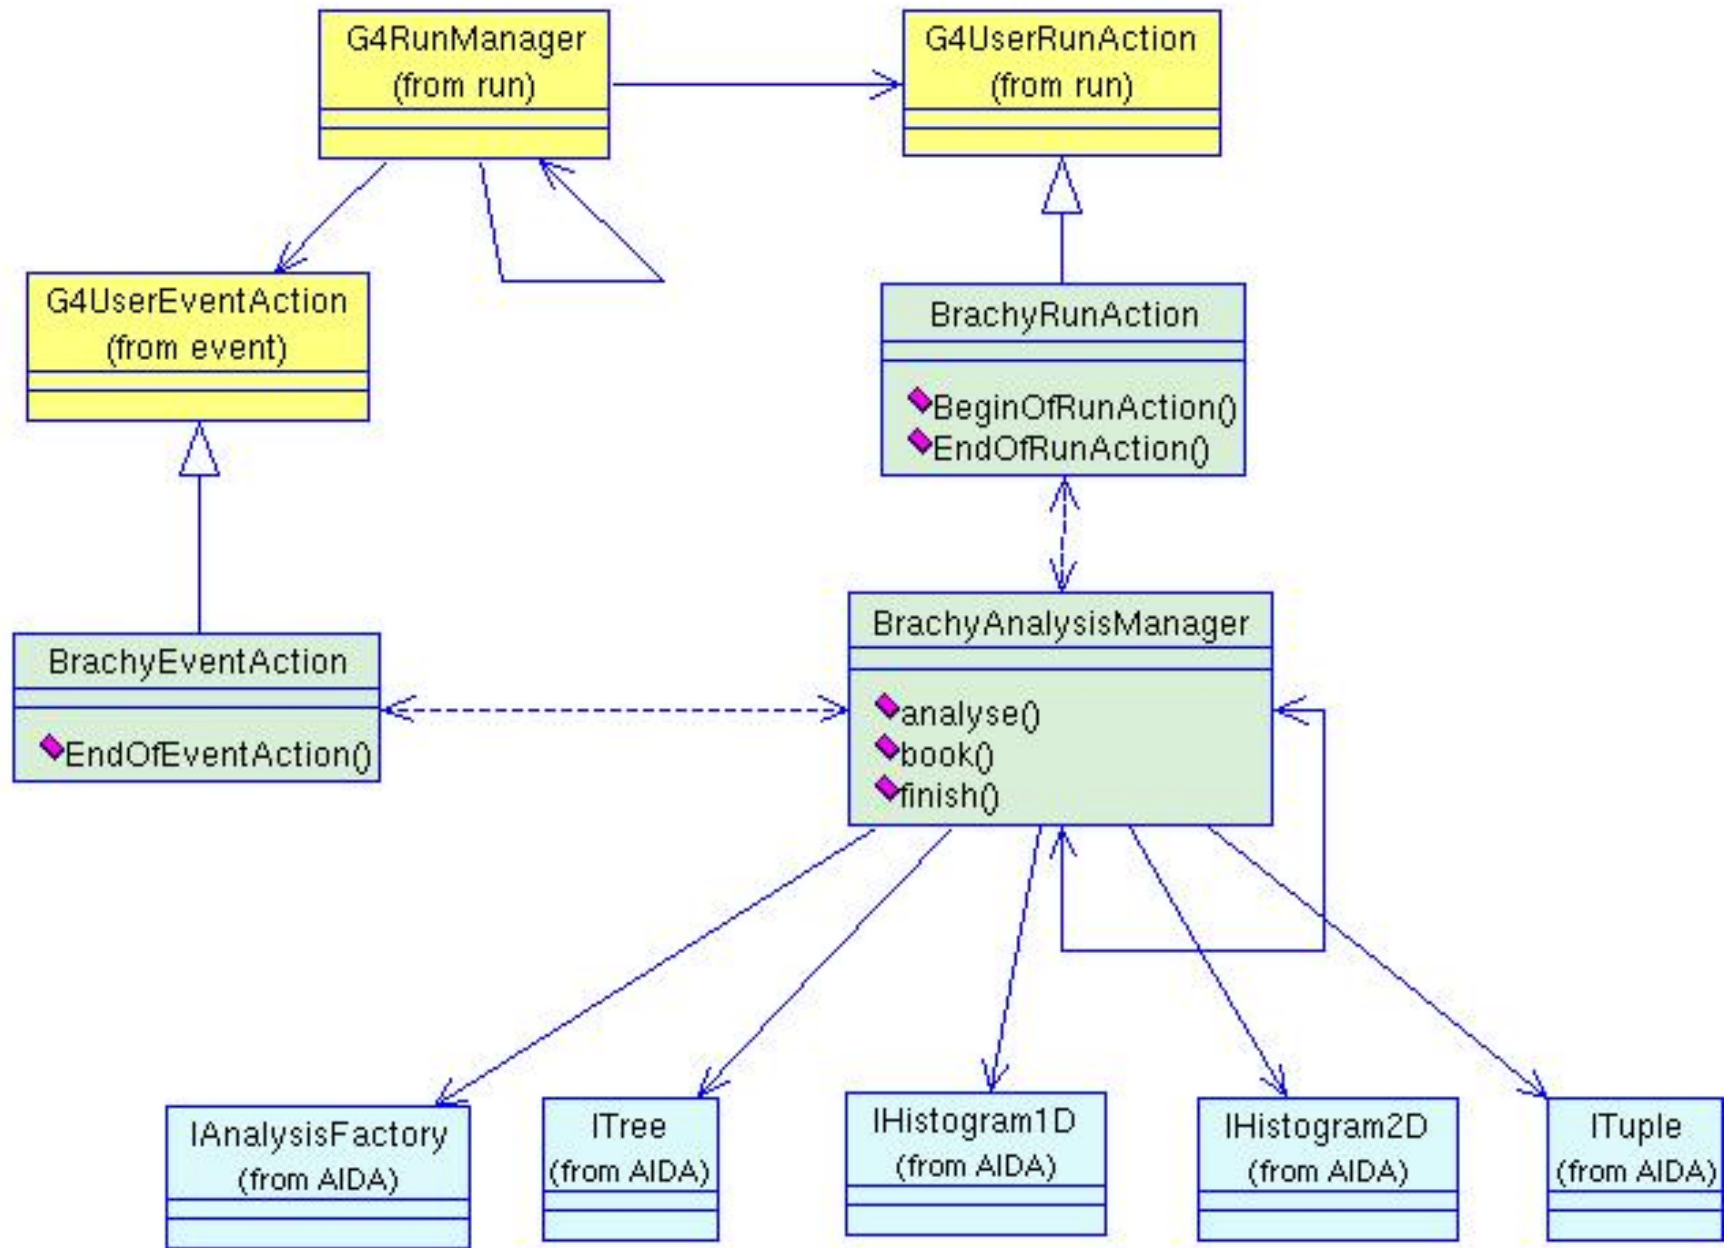 G4RunManager
(from run)
G4UserRunAction
(from run)
G4UserEventAction
(from event)
BrachyRunAction
BeginOfRunAction()
EndOfRunAction()
BrachyEventAction
EndOfEventAction()
BrachyAnalysisManager
analyse()
book()
finish()
IAnalysisFactory
(from AIDA)
ITree
(from AIDA)
IHistogram1D
(from AIDA)
IHistogram2D
(from AIDA)
ITuple
(from AIDA)